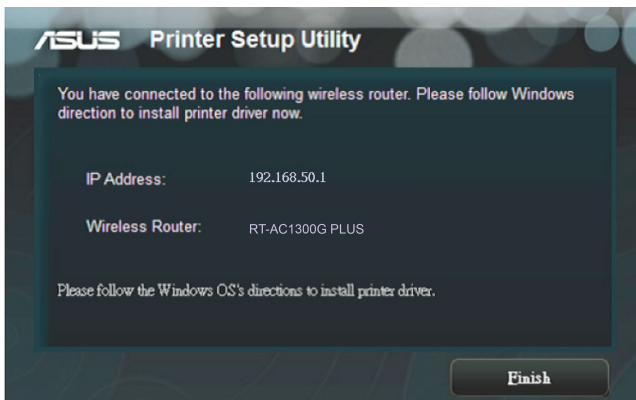 ASUS Printer Setup Utility
You have connected to the following wireless router. Please follow Windows
direction to install printer driver now.
IP Address: 192.168.50.1
Wireless Router: RT-AC1300G PLUS
Please follow the Windows OS's directions to install printer driver.
Finish